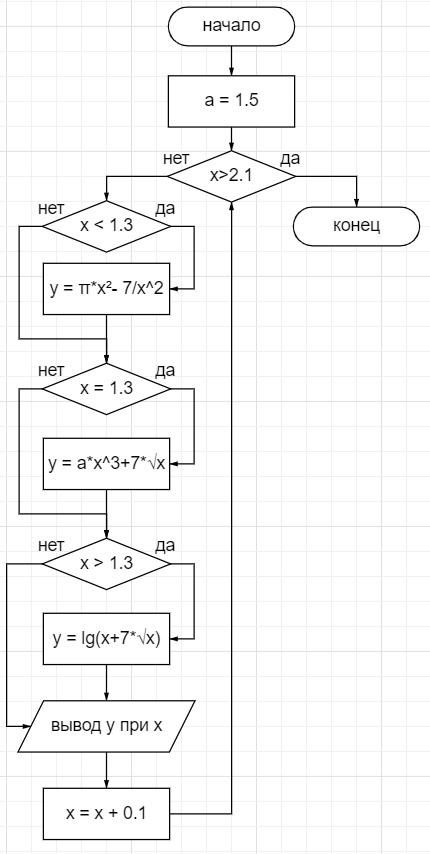 начало
a = 1.5
нет
да
x>2.1
нет
да
x < 1.3
конец
y = π*x²- 7/x^2
нет
да
x = 1.3
y = a*x^3+7*√x
нет
да
x > 1.3
y = lg(x+7*√x)
вывод y при x
x = x + 0.1